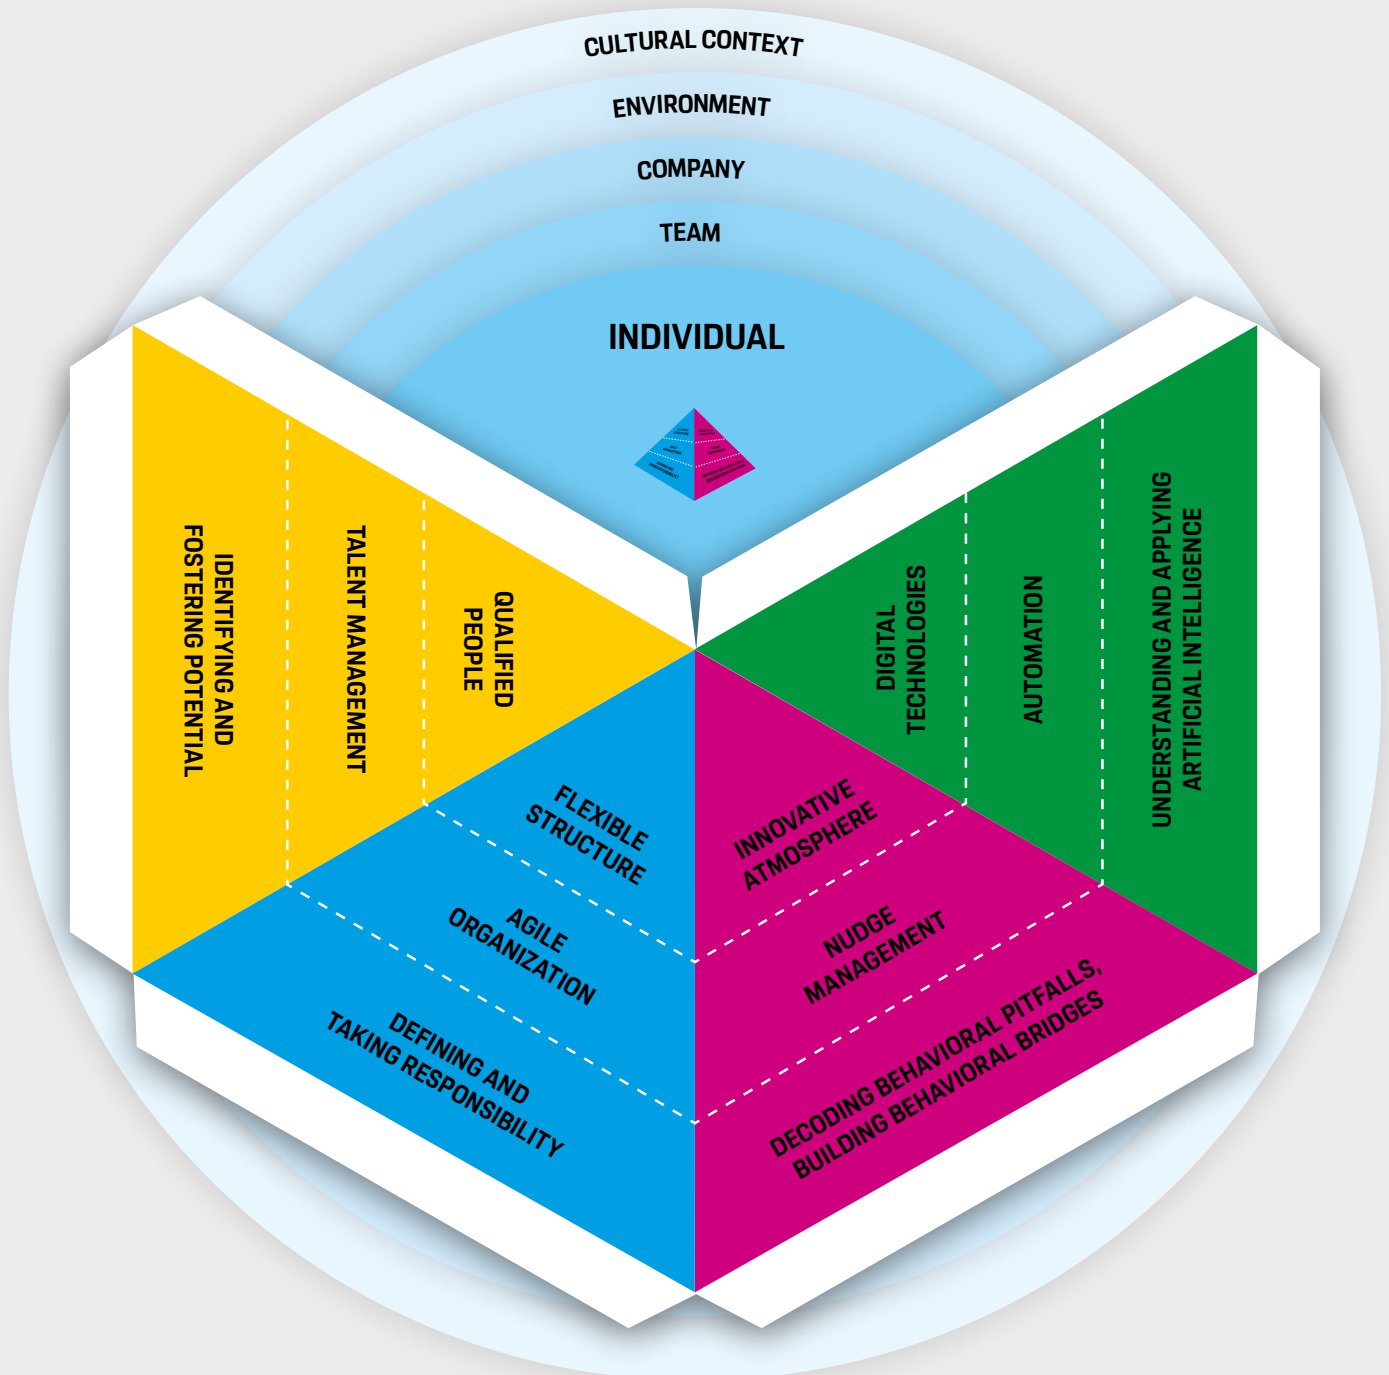 CULTURAL CONTEXT
ENVIRONMENT
COMPANY
TEAM
INDIVIDUAL
IDENTIFYING AND
FOSTERING POTENTIAL
TALENT MANAGEMENT
QUALIFIED
PEOPLE
DIGITAL
TECHNOLOGIES
AUTOMATION
UNDERSTANDING AND APPLYING
ARTIFICIAL INTELLIGENCE
FLEXIBLE
STRUCTURE
AGILE
ORGANIZATION
DEFINING AND
TAKING RESPONSIBILITY
INNOVATIVE
ATMOSPHERE
NUDGE
MANAGEMENT
DECODING BEHAVIORAL PITFALLS,
BUILDING BEHAVIORAL BRIDGES